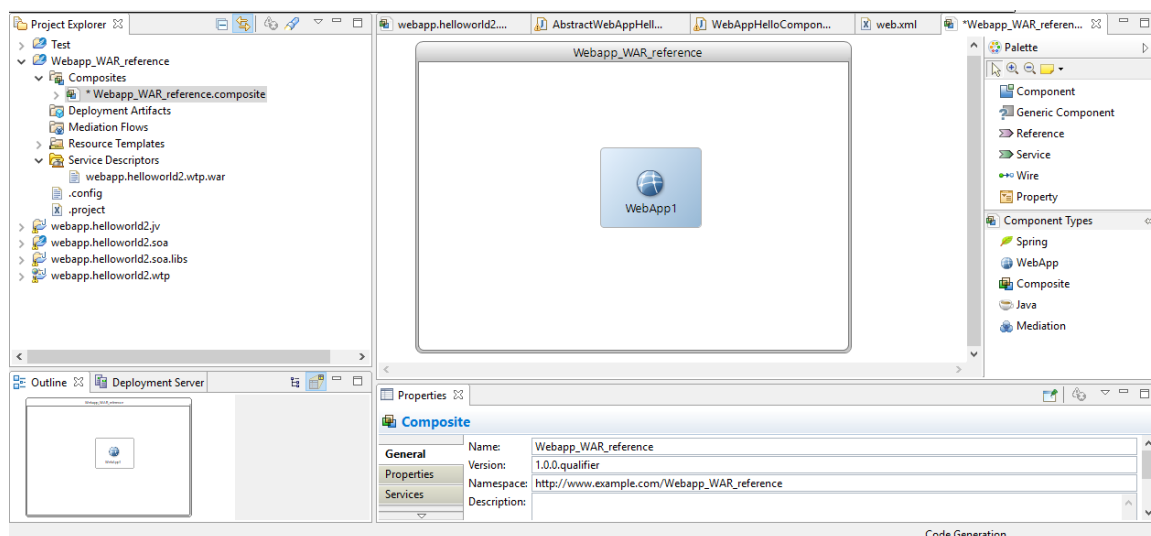 Project Explorer
Test
Webapp_WAR_reference
Composites
* Webapp_WAR_reference.composite
Deployment Artifacts
Mediation Flows
Resource Templates
Service Descriptors
webapp.helloworld2.wtp.war
.config
.project
webapp.helloworld2.jv
webapp.helloworld2.soa
webapp.helloworld2.soa.libs
webapp.helloworld2.wtp
Outline
Deployment Server
Webapp_WAR_reference
WebApp1
webapp.helloworld2....
AbstractWebAppHell...
WebAppHelloCompon...
web.xml
*Webapp_WAR_referen...
Webapp_WAR_reference
WebApp1
Palette
Component
Generic Component
Reference
Service
Wire
Property
Component Types
Spring
WebApp
Composite
Java
Mediation
Properties
Composite
General
Properties
Services
Name: Webapp_WAR_reference
Version: 1.0.0.qualifier
Namespace: http://www.example.com/Webapp_WAR_reference
Description:
Code Generation